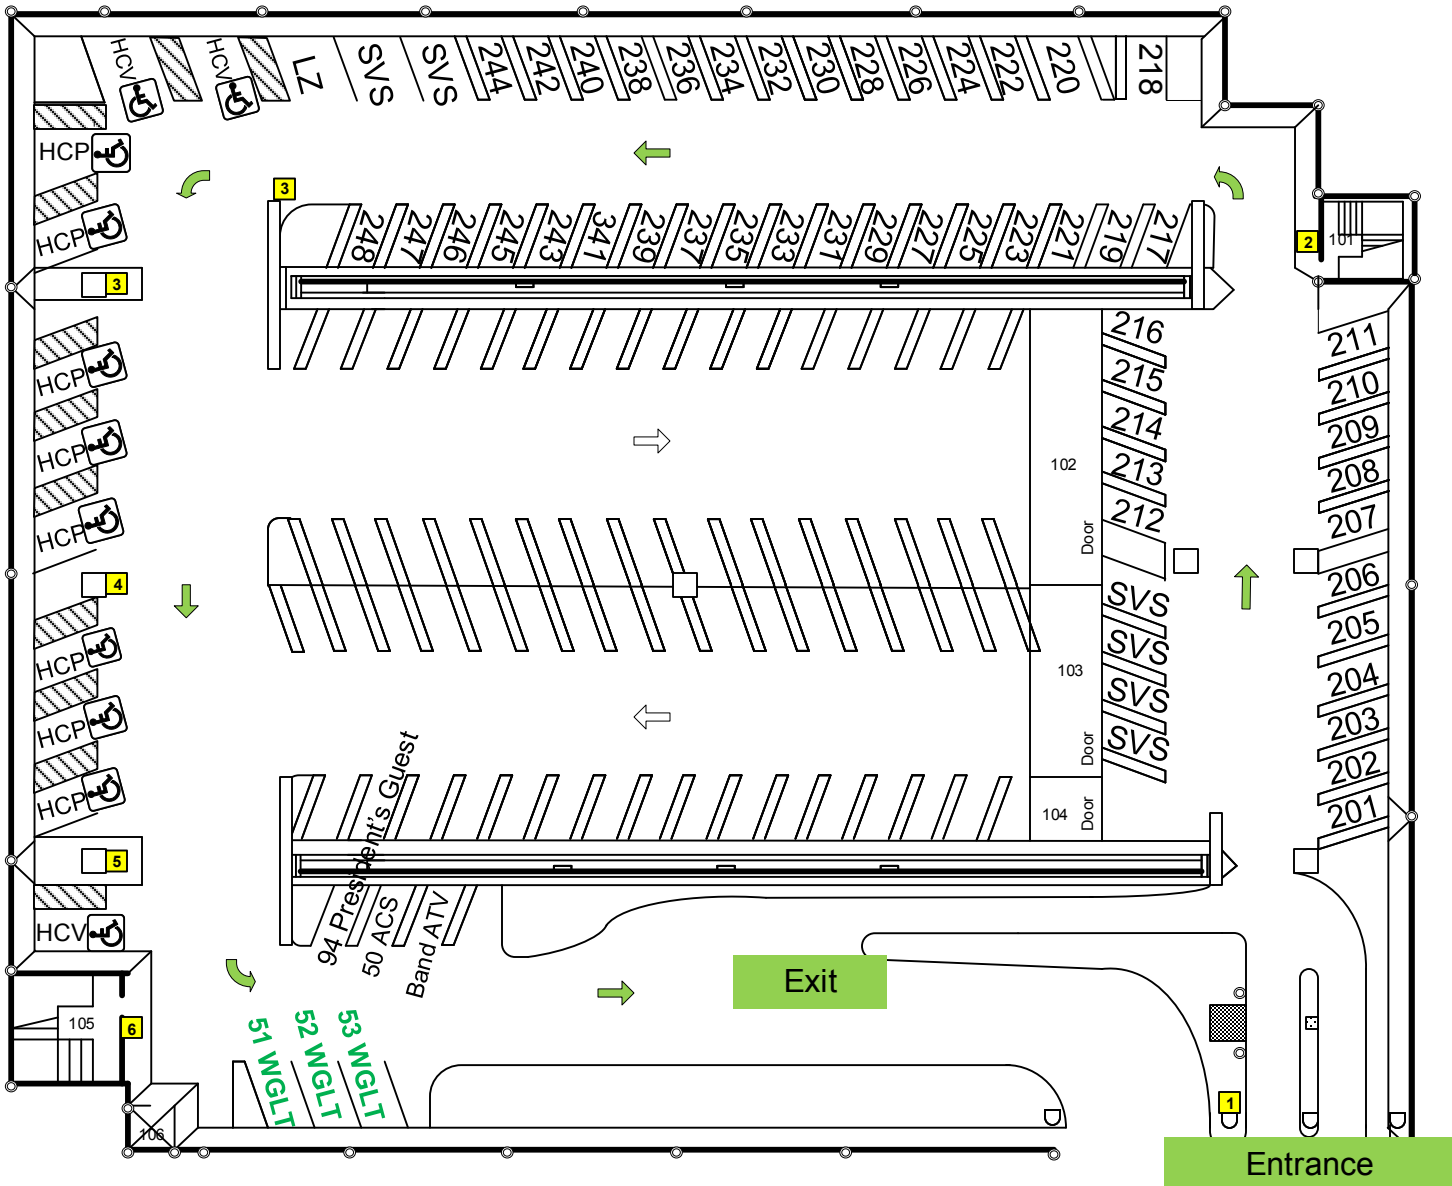 HCV
HCV
LZ
SVS
SVS
244
242
240
238
236
234
232
230
228
226
224
222
220
218
HCP
HCP
3
3
248
247
246
245
243
341
239
237
235
233
231
229
227
225
223
221
219
217
2
101
HCP
HCP
HCP
216
215
214
213
212
102
Door
211
210
209
208
207
206
205
204
203
202
201
4
HCP
HCP
HCP
SVS
SVS
SVS
SVS
103
Door
104
Door
5
HCV
94 President's Guest
50 ACS
Band ATV
Exit
105
6
51 WGLT
52 WGLT
53 WGLT
106
1
Entrance